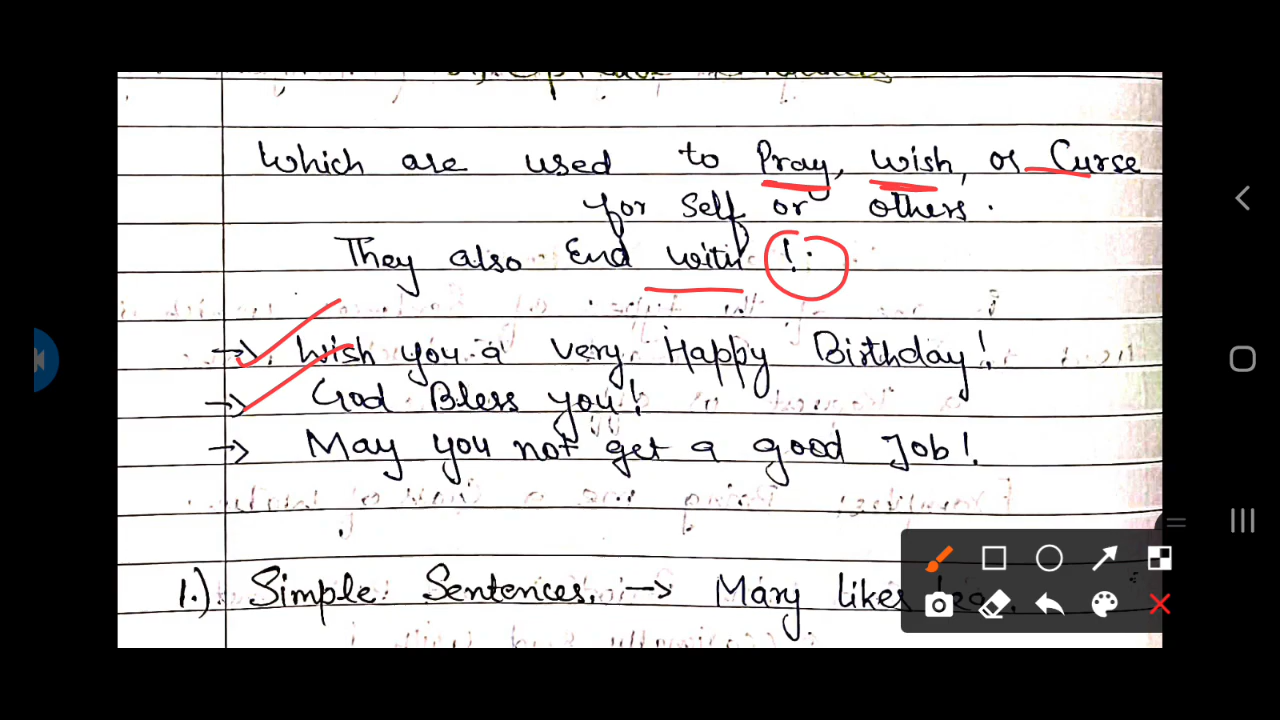 Which are used to Pray, wish, or Curse
for Self or others.
They also End with !.
→ Wish you a very Happy Birthday!
→ God Bless you!
→ May you not get a good Job!
1.) Simple Sentences. → Mary likes